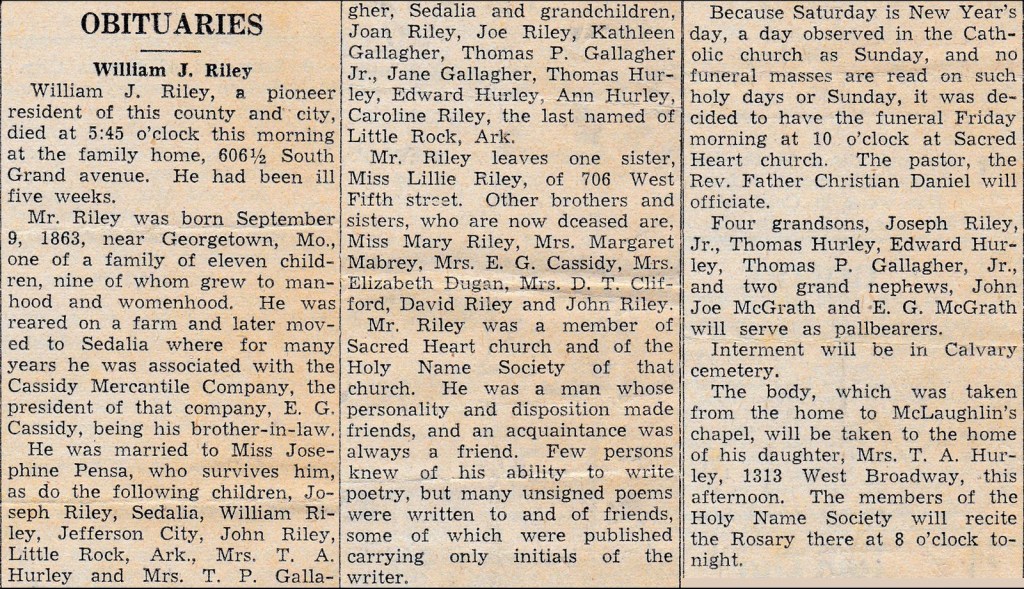 OBITUARIES
William J. Riley
William J. Riley, a pioneer
resident of this county and city,
died at 5:45 o'clock this morning
at the family home, 606½ South
Grand avenue. He had been ill
five weeks.
Mr. Riley was born September
9, 1863, near Georgetown, Mo.,
one of a family of eleven child-
ren, nine of whom grew to man-
hood and womenhood. He was
reared on a farm and later mov-
ed to Sedalia where for many
years he was associated with the
Cassidy Mercantile Company, the
president of that company, E. G.
Cassidy, being his brother-in-law.
He was married to Miss Jose-
phine Pensa, who survives him,
as do the following children, Jo-
seph Riley, Sedalia, William Ri-
ley, Jefferson City, John Riley,
Little Rock, Ark., Mrs. T. A.
Hurley and Mrs. T. P. Galla-
gher, Sedalia and grandchildren,
Joan Riley, Joe Riley, Kathleen
Gallagher, Thomas P. Gallagher
Jr., Jane Gallagher, Thomas Hur-
ley, Edward Hurley, Ann Hurley,
Caroline Riley, the last named of
Little Rock, Ark.
Mr. Riley leaves one sister,
Miss Lillie Riley, of 706 West
Fifth street. Other brothers and
sisters, who are now dceased are,
Miss Mary Riley, Mrs. Margaret
Mabrey, Mrs. E. G. Cassidy, Mrs.
Elizabeth Dugan, Mrs. D. T. Clif-
ford, David Riley and John Riley.
Mr. Riley was a member of
Sacred Heart church and of the
Holy Name Society of that
church. He was a man whose
personality and disposition made
friends, and an acquaintance was
always a friend. Few persons
knew of his ability to write
poetry, but many unsigned poems
were written to and of friends,
some of which were published
carrying only initials of the
writer.
Because Saturday is New Year's
day, a day observed in the Cath-
olic church as Sunday, and no
funeral masses are read on such
holy days or Sunday, it was de-
cided to have the funeral Friday
morning at 10 o'clock at Sacred
Heart church. The pastor, the
Rev. Father Christian Daniel will
officiate.
Four grandsons, Joseph Riley,
Jr., Thomas Hurley, Edward Hur-
ley, Thomas P. Gallagher, Jr.,
and two grand nephews, John
Joe McGrath and E. G. McGrath
will serve as pallbearers.
Interment will be in Calvary
cemetery.
The body, which was taken
from the home to McLaughlin's
chapel, will be taken to the home
of his daughter, Mrs. T. A. Hur-
ley, 1313 West Broadway, this
afternoon. The members of the
Holy Name Society will recite
the Rosary there at 8 o'clock to-
night.